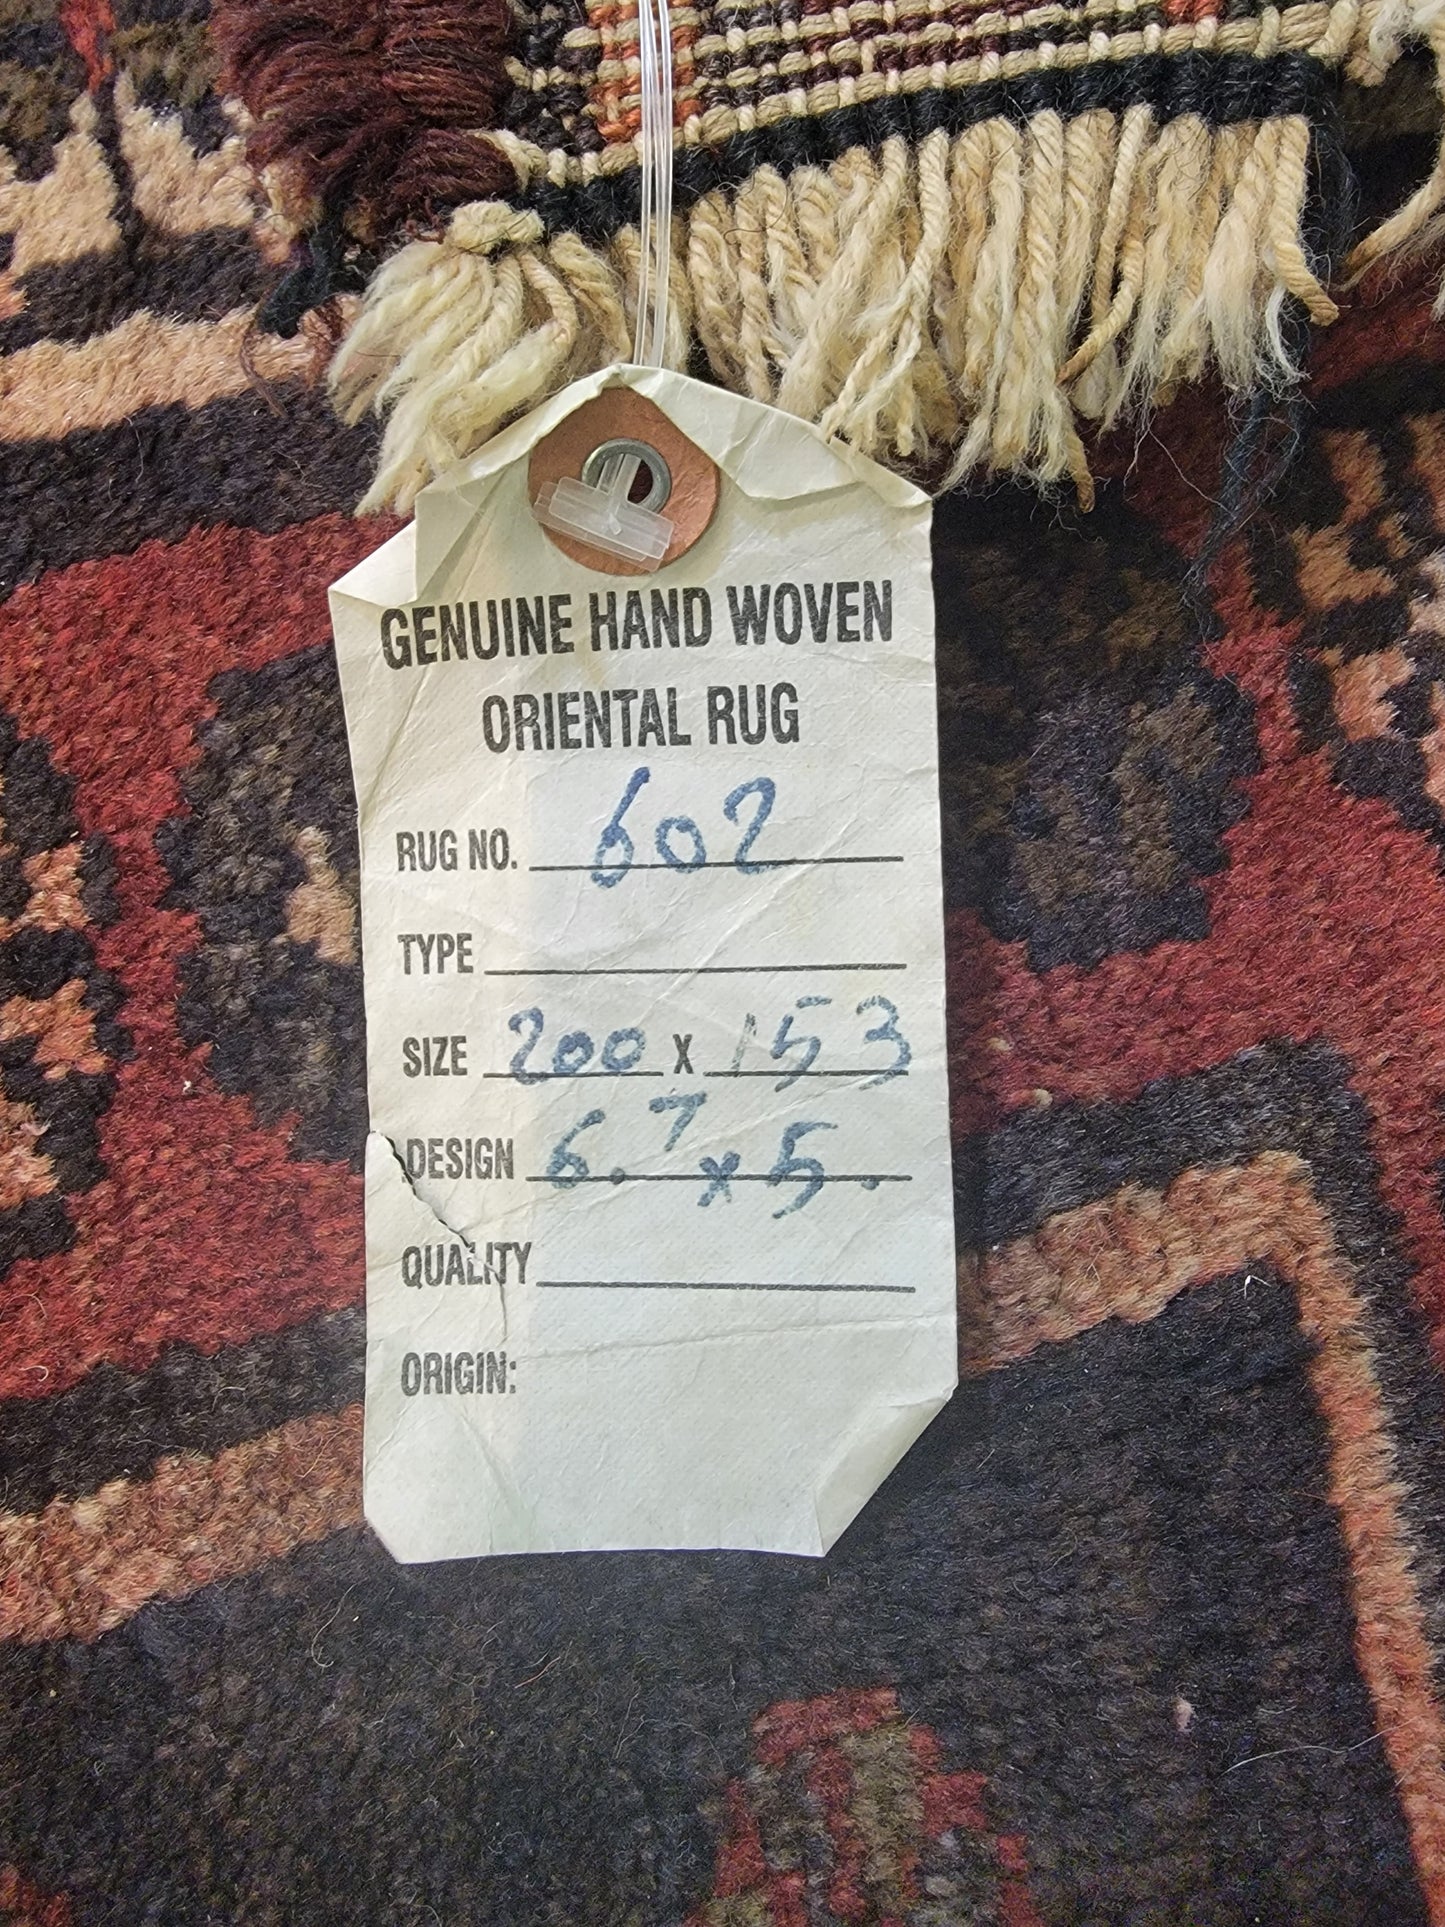 GENUINE HAND WOVEN
ORIENTAL RUG
RUG NO. 602
TYPE
SIZE 200 X 153
DESIGN 6.7 x 5.
QUALITY
ORIGIN: